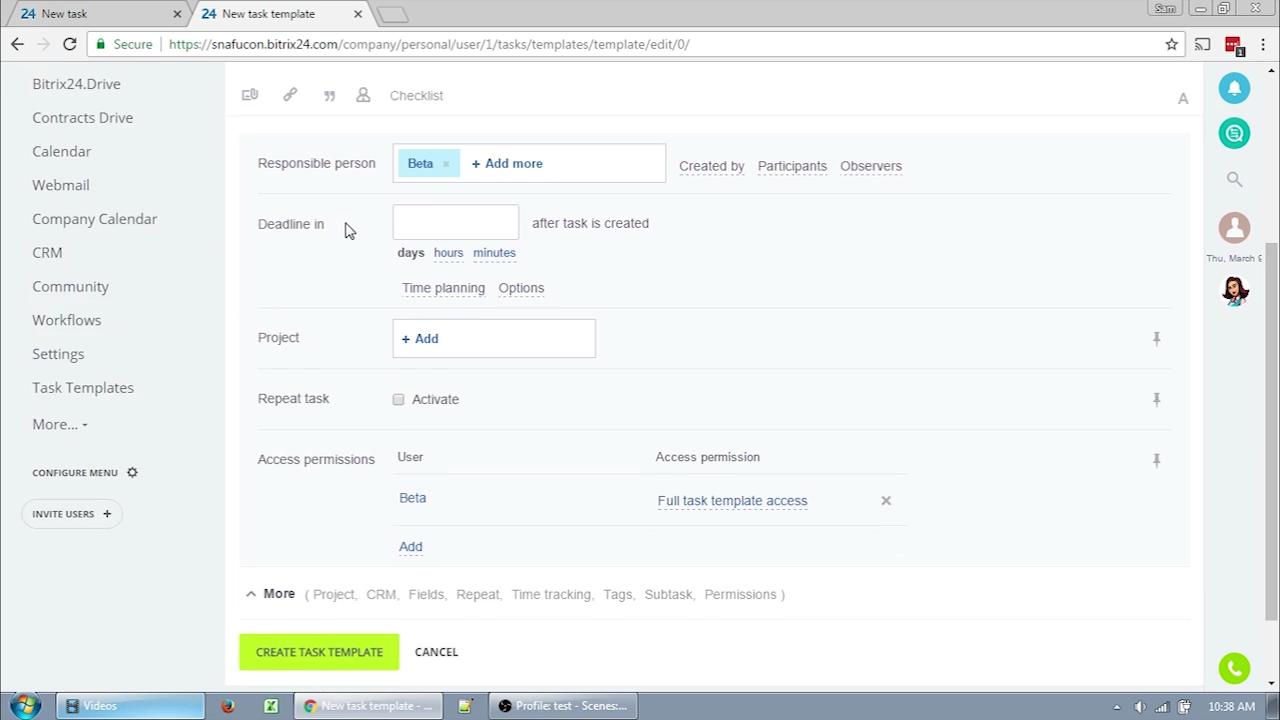 24 New task × 24 New task template × Sam
Secure https://snafucon.bitrix24.com/company/personal/user/1/tasks/templates/template/edit/0/ 1
Bitrix24.Drive
Contracts Drive
Calendar
Webmail
Company Calendar
CRM
Community
Workflows
Settings
Task Templates
More...
CONFIGURE MENU
INVITE USERS +
Checklist A
Responsible person Beta × + Add more Created by Participants Observers
Deadline in after task is created
days hours minutes
Time planning Options
Project + Add
Repeat task Activate
Access permissions User Access permission
Beta Full task template access ×
Add
More ( Project, CRM, Fields, Repeat, Time tracking, Tags, Subtask, Permissions )
CREATE TASK TEMPLATE CANCEL
Thu, March 9
Videos New task template - ... Profile: test - Scenes:... 10:38 AM